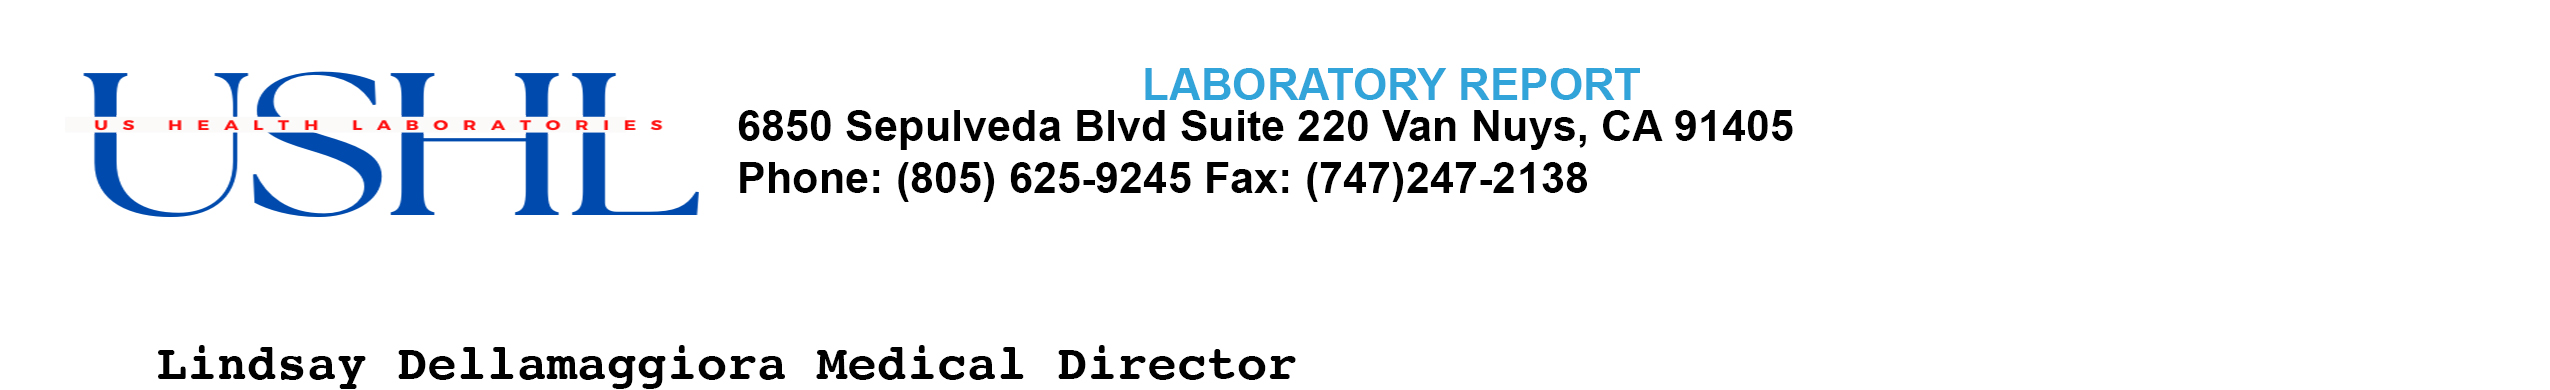 USHL
US HEALTH LABORATORIES
LABORATORY REPORT
6850 Sepulveda Blvd Suite 220 Van Nuys, CA 91405
Phone: (805) 625-9245 Fax: (747)247-2138
Lindsay Dellamaggiora Medical Director